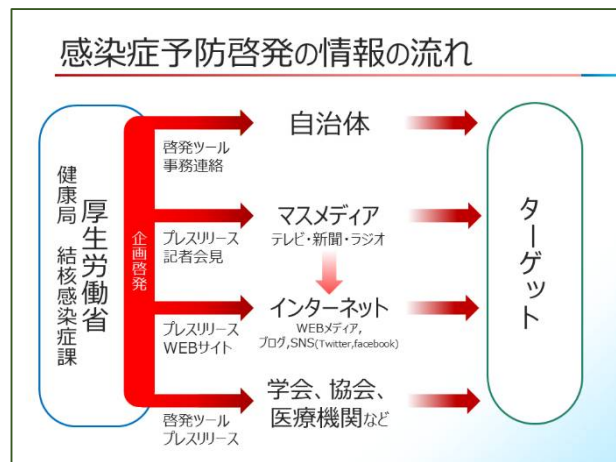 感染症予防啓発の情報の流れ
厚生労働省
健康局　結核感染症課
企画啓発
啓発ツール
事務連絡
自治体
プレスリリース
記者会見
マスメディア
テレビ・新聞・ラジオ
プレスリリース
WEBサイト
インターネット
WEBメディア,
ブログ,SNS(Twitter,facebook)
啓発ツール
プレスリリース
学会、協会、
医療機関など
ターゲット